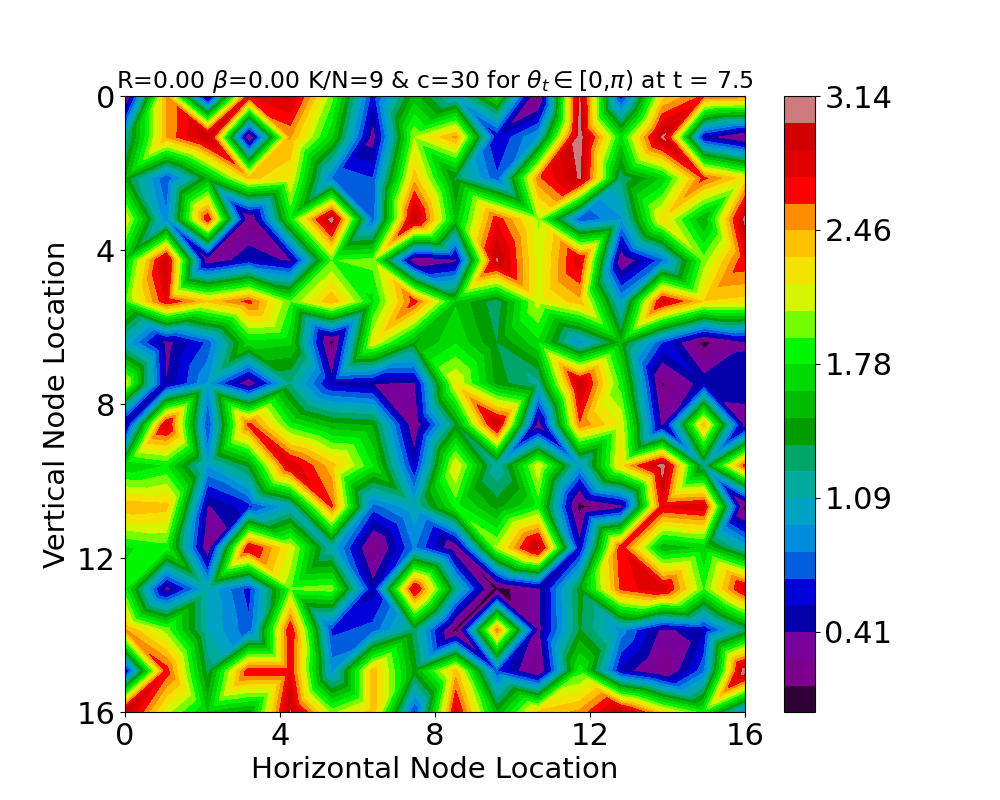 R=0.00 β=0.00 K/N=9 & c=30 for θₜ ∈ [0,π) at t = 7.5
0
4
8
12
16
Vertical Node Location
0 4 8 12 16
Horizontal Node Location
3.14
2.46
1.78
1.09
0.41